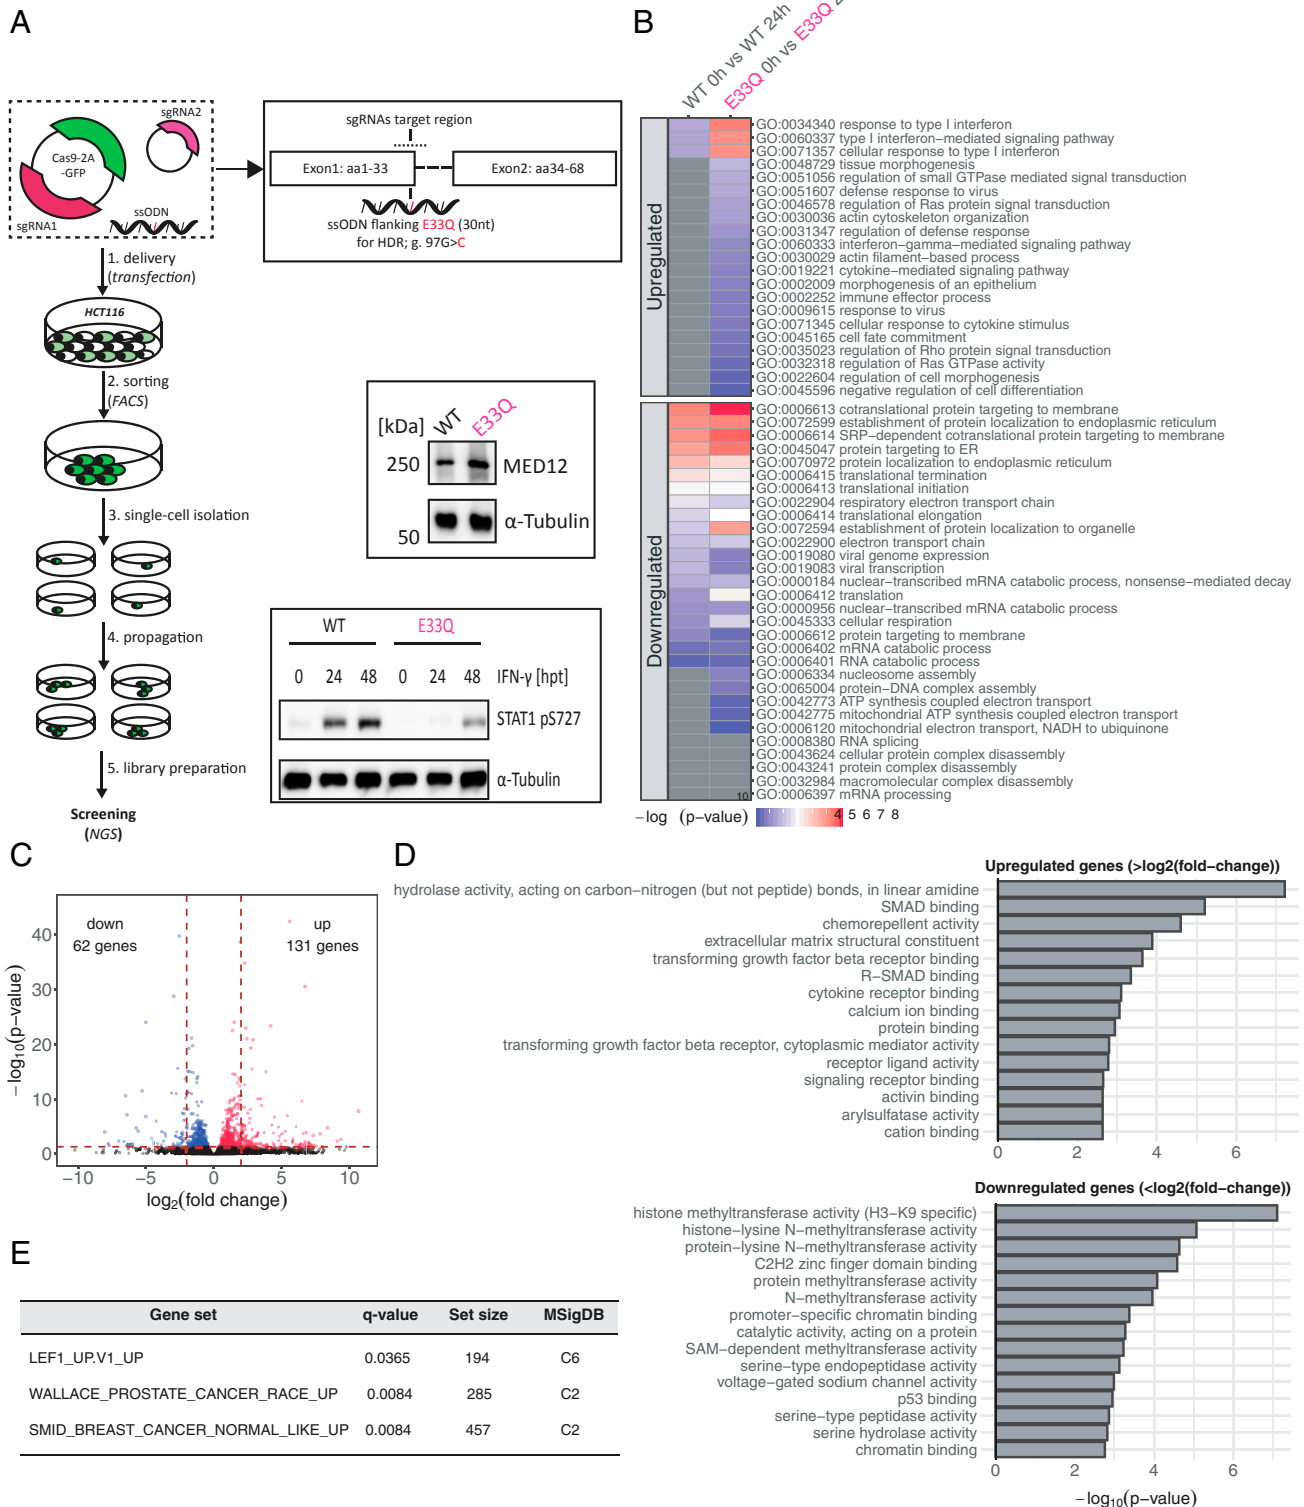 A
sgRNA2
Cas9-2A
-GFP
sgRNA1
ssODN
sgRNAs target region
Exon1: aa1-33
Exon2: aa34-68
ssODN flanking E33Q (30nt)
for HDR; g. 97G>C
1. delivery
(transfection)
HCT116
2. sorting
(FACS)
3. single-cell isolation
4. propagation
5. library preparation
Screening
(NGS)
[kDa]
WT
E33Q
250
MED12
50
α-Tubulin
WT
E33Q
0
24
48
0
24
48
IFN-γ [hpt]
STAT1 pS727
α-Tubulin
B
WT 0h vs WT 24h
E33Q 0h vs E33Q
Upregulated
GO:0034340 response to type I interferon
GO:0060337 type I interferon−mediated signaling pathway
GO:0071357 cellular response to type I interferon
GO:0048729 tissue morphogenesis
GO:0051056 regulation of small GTPase mediated signal transduction
GO:0051607 defense response to virus
GO:0046578 regulation of Ras protein signal transduction
GO:0030036 actin cytoskeleton organization
GO:0031347 regulation of defense response
GO:0060333 interferon−gamma−mediated signaling pathway
GO:0030029 actin filament−based process
GO:0019221 cytokine−mediated signaling pathway
GO:0002009 morphogenesis of an epithelium
GO:0002252 immune effector process
GO:0009615 response to virus
GO:0071345 cellular response to cytokine stimulus
GO:0045165 cell fate commitment
GO:0035023 regulation of Rho protein signal transduction
GO:0032318 regulation of Ras GTPase activity
GO:0022604 regulation of cell morphogenesis
GO:0045596 negative regulation of cell differentiation
Downregulated
GO:0006613 cotranslational protein targeting to membrane
GO:0072599 establishment of protein localization to endoplasmic reticulum
GO:0006614 SRP−dependent cotranslational protein targeting to membrane
GO:0045047 protein targeting to ER
GO:0070972 protein localization to endoplasmic reticulum
GO:0006415 translational termination
GO:0006413 translational initiation
GO:0022904 respiratory electron transport chain
GO:0006414 translational elongation
GO:0072594 establishment of protein localization to organelle
GO:0022900 electron transport chain
GO:0019080 viral genome expression
GO:0019083 viral transcription
GO:0000184 nuclear−transcribed mRNA catabolic process, nonsense−mediated decay
GO:0006412 translation
GO:0000956 nuclear−transcribed mRNA catabolic process
GO:0045333 cellular respiration
GO:0006612 protein targeting to membrane
GO:0006402 mRNA catabolic process
GO:0006401 RNA catabolic process
GO:0006334 nucleosome assembly
GO:0065004 protein−DNA complex assembly
GO:0042773 ATP synthesis coupled electron transport
GO:0042775 mitochondrial ATP synthesis coupled electron transport
GO:0006120 mitochondrial electron transport, NADH to ubiquinone
GO:0008380 RNA splicing
GO:0043624 cellular protein complex disassembly
GO:0043241 protein complex disassembly
GO:0032984 macromolecular complex disassembly
GO:0006397 mRNA processing
10
−log (p−value)
4 5 6 7 8
C
down
62 genes
up
131 genes
40
30
20
10
0
−log10(p−value)
−10
−5
0
5
10
log2(fold change)
D
Upregulated genes (>log2(fold−change))
hydrolase activity, acting on carbon−nitrogen (but not peptide) bonds, in linear amidine
SMAD binding
chemorepellent activity
extracellular matrix structural constituent
transforming growth factor beta receptor binding
R−SMAD binding
cytokine receptor binding
calcium ion binding
protein binding
transforming growth factor beta receptor, cytoplasmic mediator activity
receptor ligand activity
signaling receptor binding
activin binding
arylsulfatase activity
cation binding
0
2
4
6
Downregulated genes (<log2(fold−change))
histone methyltransferase activity (H3−K9 specific)
histone−lysine N−methyltransferase activity
protein−lysine N−methyltransferase activity
C2H2 zinc finger domain binding
protein methyltransferase activity
N−methyltransferase activity
promoter−specific chromatin binding
catalytic activity, acting on a protein
SAM−dependent methyltransferase activity
serine−type endopeptidase activity
voltage−gated sodium channel activity
p53 binding
serine−type peptidase activity
serine hydrolase activity
chromatin binding
0
2
4
6
−log10(p−value)
E
Gene set q-value Set size MSigDB
LEF1_UP.V1_UP 0.0365 194 C6
WALLACE_PROSTATE_CANCER_RACE_UP 0.0084 285 C2
SMID_BREAST_CANCER_NORMAL_LIKE_UP 0.0084 457 C2